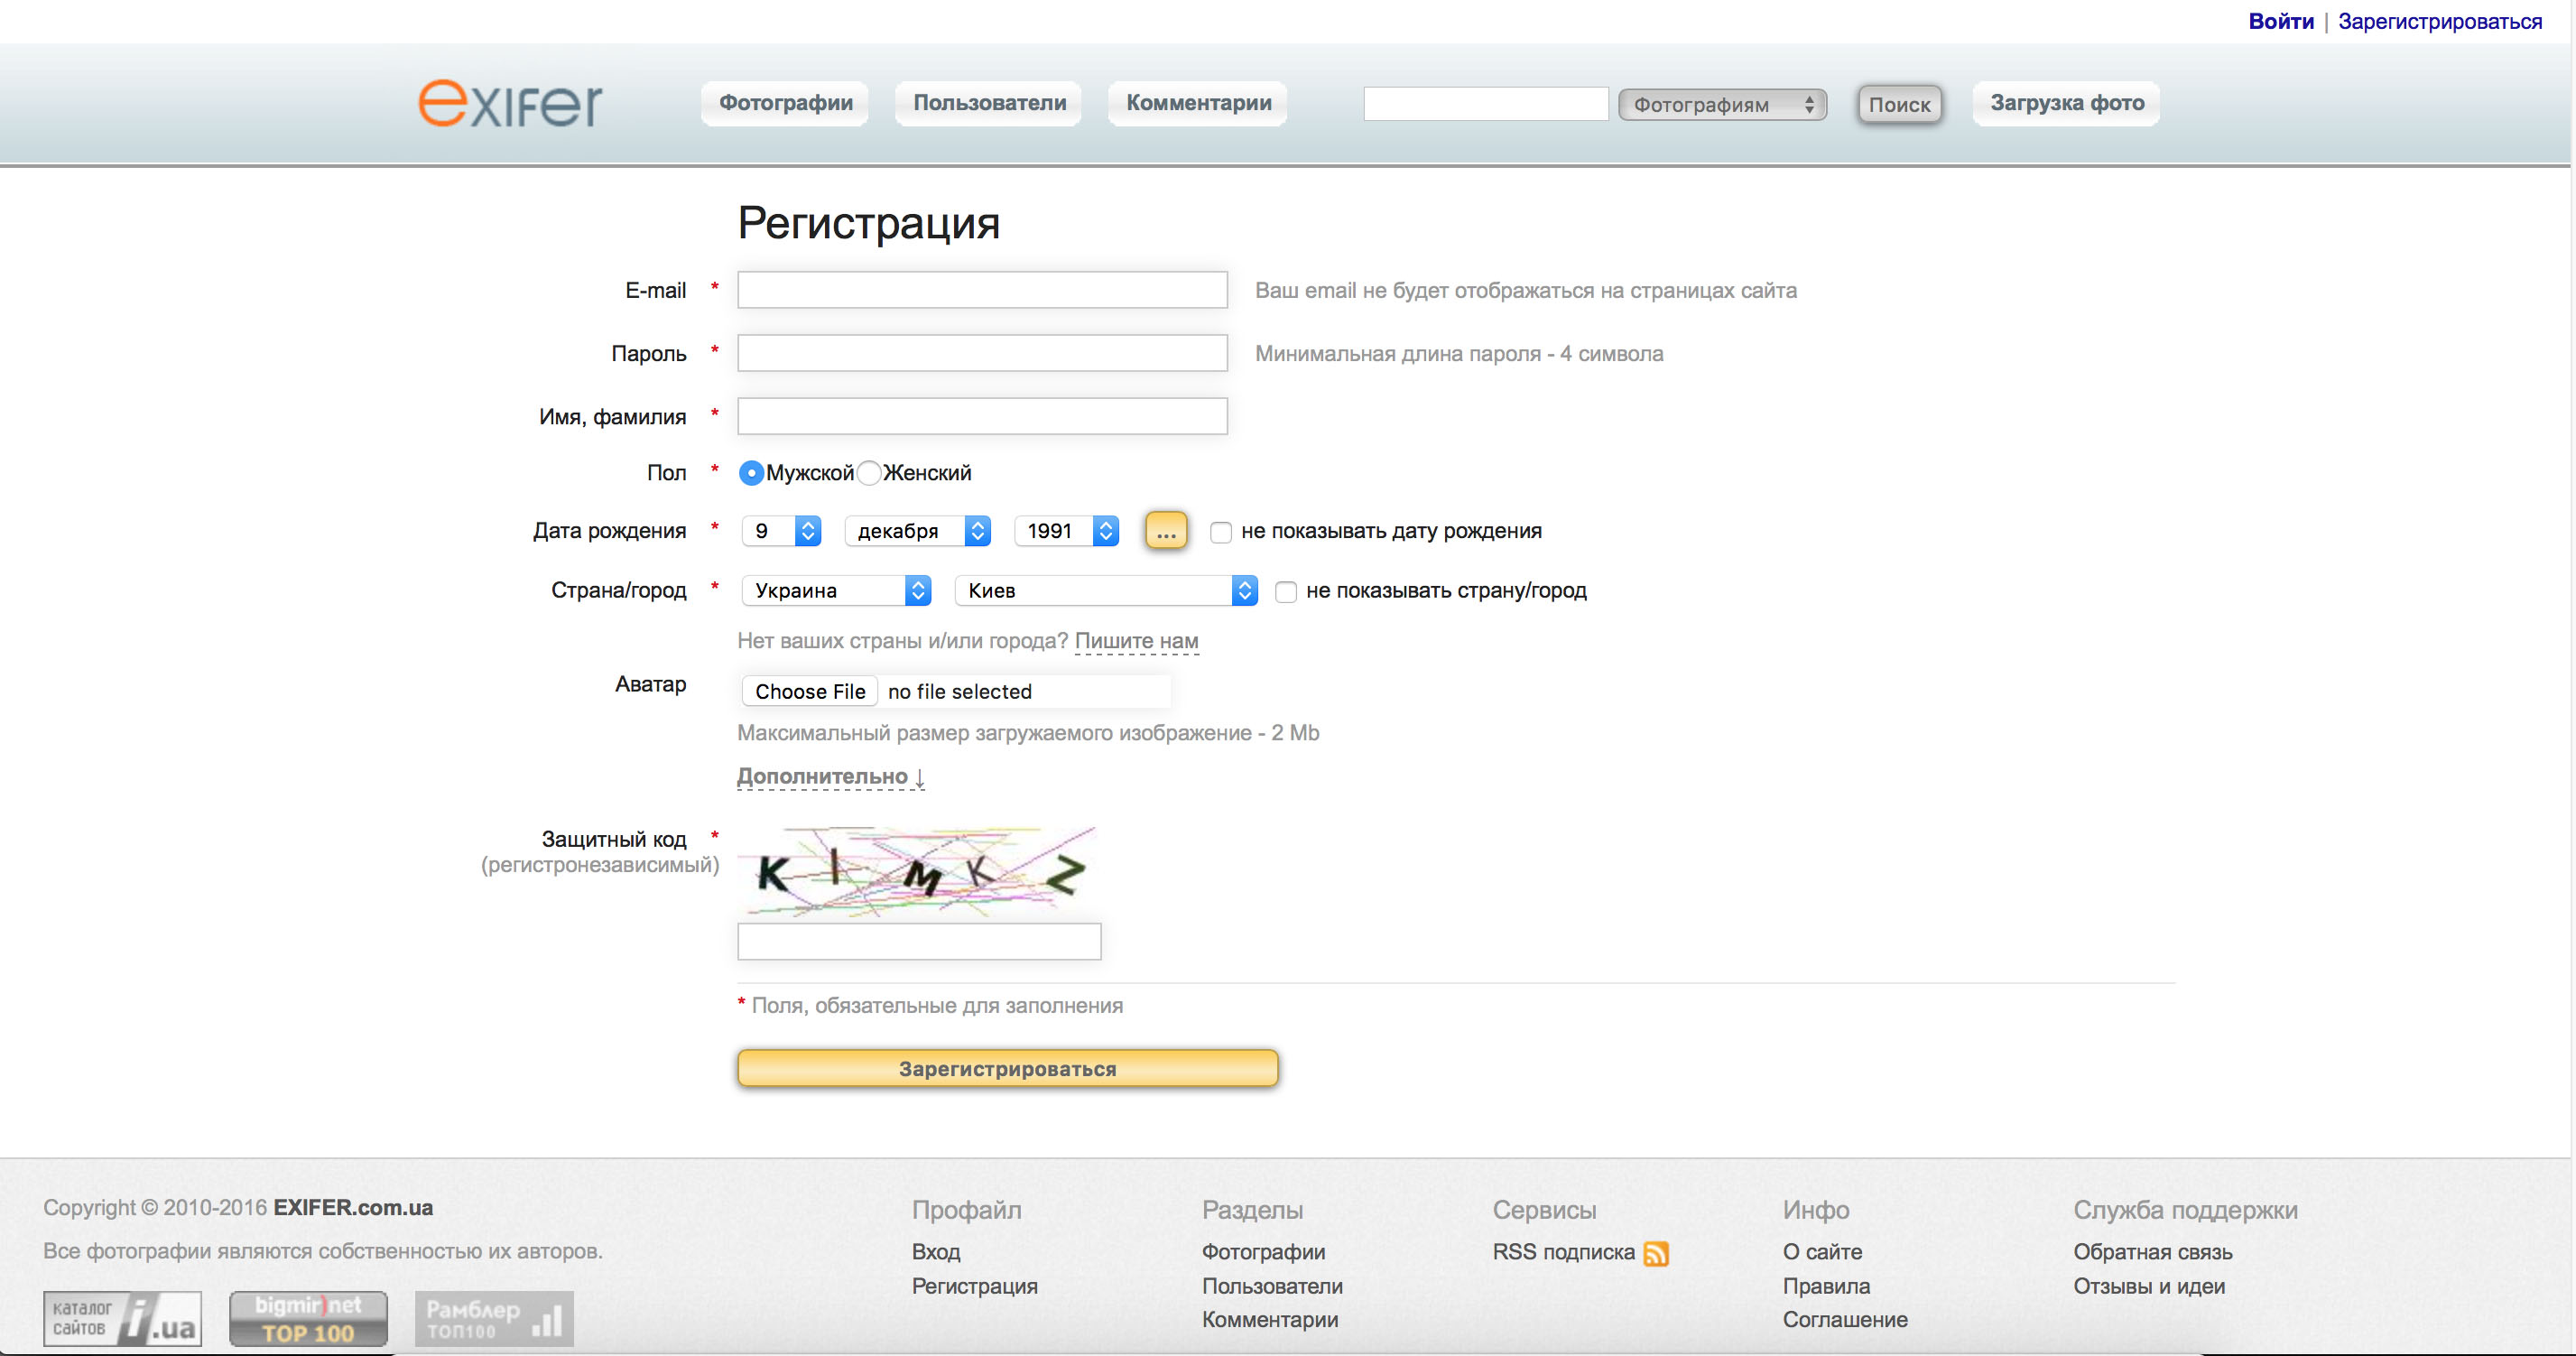 Войти | Зарегистрироваться
exifer
Фотографии Пользователи Комментарии Фотографиям Поиск Загрузка фото
Регистрация
E-mail * Ваш email не будет отображаться на страницах сайта
Пароль * Минимальная длина пароля - 4 символа
Имя, фамилия *
Пол * Мужской Женский
Дата рождения * 9 декабря 1991 ... не показывать дату рождения
Страна/город * Украина Киев не показывать страну/город
Нет ваших страны и/или города? Пишите нам
Аватар Choose File no file selected
Максимальный размер загружаемого изображение - 2 Mb
Дополнительно ↓
Защитный код *
(регистронезависимый)
K I M K Z
* Поля, обязательные для заполнения
Зарегистрироваться
Copyright © 2010-2016 EXIFER.com.ua
Все фотографии являются собственностью их авторов.
каталог сайтов i.ua
bigmir)net TOP 100
Рамблер ТОП100
Профайл
Вход
Регистрация
Разделы
Фотографии
Пользователи
Комментарии
Сервисы
RSS подписка
Инфо
О сайте
Правила
Соглашение
Служба поддержки
Обратная связь
Отзывы и идеи